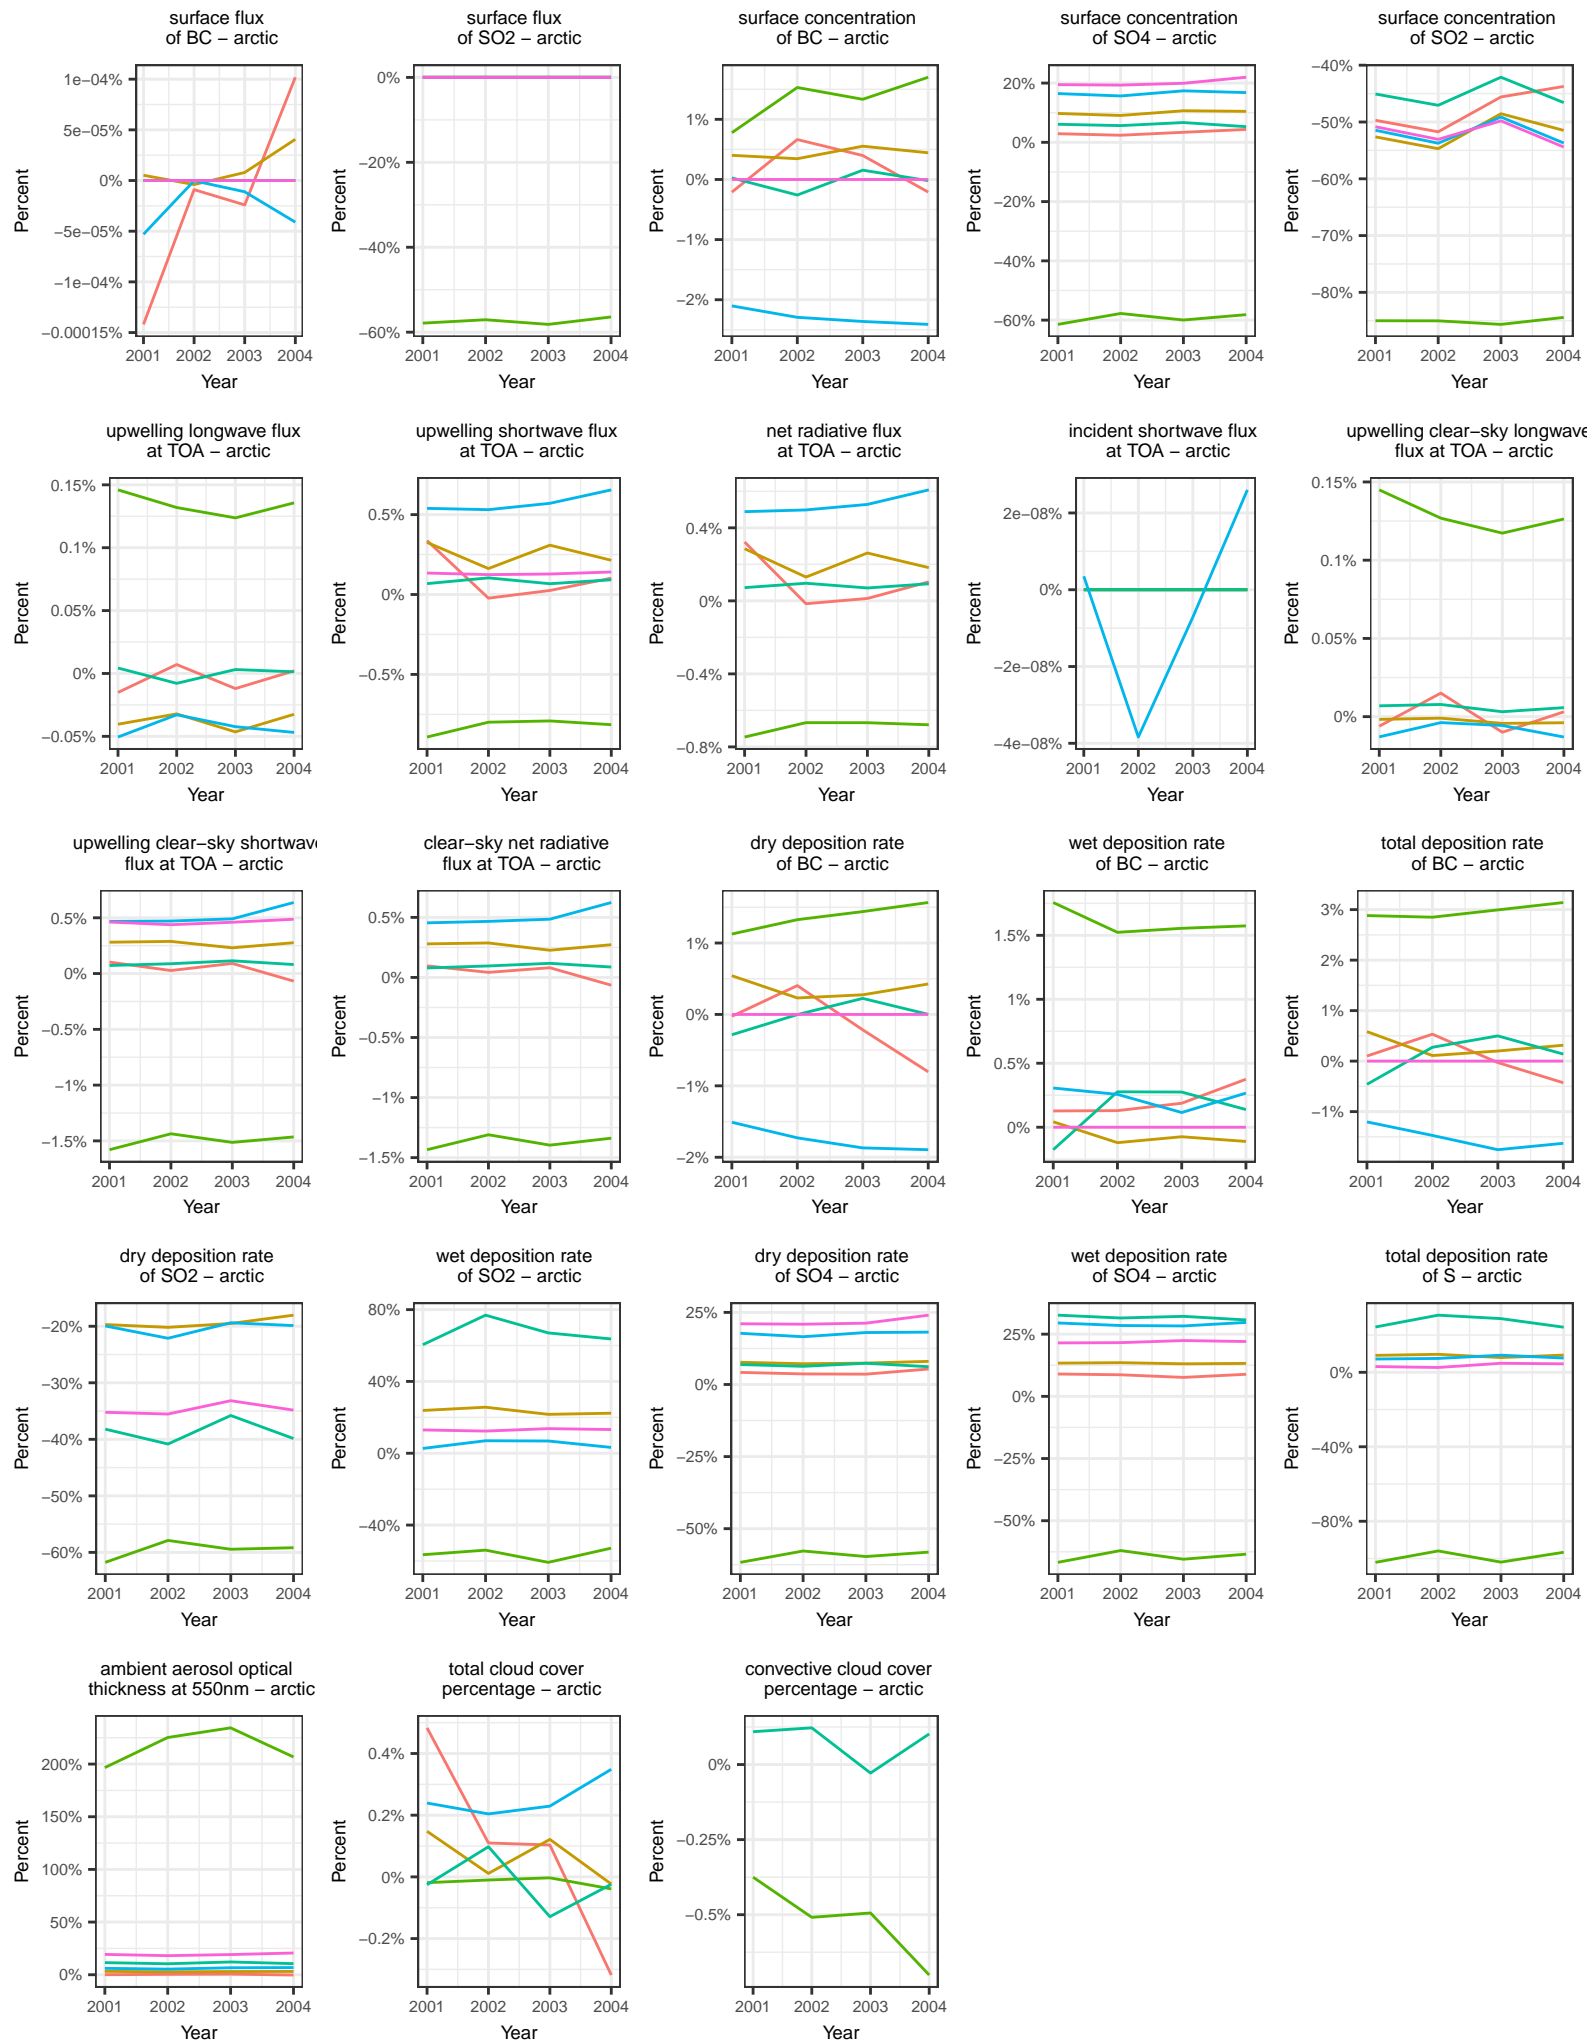 surface flux
of BC − arctic
1e−04%
5e−05%
0%
−5e−05%
−1e−04%
−0.00015%
Percent
2001 2002 2003 2004
Year
surface flux
of SO2 − arctic
0%
−20%
−40%
−60%
Percent
2001 2002 2003 2004
Year
surface concentration
of BC − arctic
1%
0%
−1%
−2%
Percent
2001 2002 2003 2004
Year
surface concentration
of SO4 − arctic
20%
0%
−20%
−40%
−60%
Percent
2001 2002 2003 2004
Year
surface concentration
of SO2 − arctic
−40%
−50%
−60%
−70%
−80%
Percent
2001 2002 2003 2004
Year
upwelling longwave flux
at TOA − arctic
0.15%
0.1%
0.05%
0%
−0.05%
Percent
2001 2002 2003 2004
Year
upwelling shortwave flux
at TOA − arctic
0.5%
0%
−0.5%
Percent
2001 2002 2003 2004
Year
net radiative flux
at TOA − arctic
0.4%
0%
−0.4%
−0.8%
Percent
2001 2002 2003 2004
Year
incident shortwave flux
at TOA − arctic
2e−08%
0%
−2e−08%
−4e−08%
Percent
2001 2002 2003 2004
Year
upwelling clear−sky longwave
flux at TOA − arctic
0.15%
0.1%
0.05%
0%
Percent
2001 2002 2003 2004
Year
upwelling clear−sky shortwav
flux at TOA − arctic
0.5%
0%
−0.5%
−1%
−1.5%
Percent
2001 2002 2003 2004
Year
clear−sky net radiative
flux at TOA − arctic
0.5%
0%
−0.5%
−1%
−1.5%
Percent
2001 2002 2003 2004
Year
dry deposition rate
of BC − arctic
1%
0%
−1%
−2%
Percent
2001 2002 2003 2004
Year
wet deposition rate
of BC − arctic
1.5%
1%
0.5%
0%
Percent
2001 2002 2003 2004
Year
total deposition rate
of BC − arctic
3%
2%
1%
0%
−1%
Percent
2001 2002 2003 2004
Year
dry deposition rate
of SO2 − arctic
−20%
−30%
−40%
−50%
−60%
Percent
2001 2002 2003 2004
Year
wet deposition rate
of SO2 − arctic
80%
40%
0%
−40%
Percent
2001 2002 2003 2004
Year
dry deposition rate
of SO4 − arctic
25%
0%
−25%
−50%
Percent
2001 2002 2003 2004
Year
wet deposition rate
of SO4 − arctic
25%
0%
−25%
−50%
Percent
2001 2002 2003 2004
Year
total deposition rate
of S − arctic
0%
−40%
−80%
Percent
2001 2002 2003 2004
Year
ambient aerosol optical
thickness at 550nm − arctic
200%
150%
100%
50%
0%
Percent
2001 2002 2003 2004
Year
total cloud cover
percentage − arctic
0.4%
0.2%
0%
−0.2%
Percent
2001 2002 2003 2004
Year
convective cloud cover
percentage − arctic
0%
−0.25%
−0.5%
Percent
2001 2002 2003 2004
Year